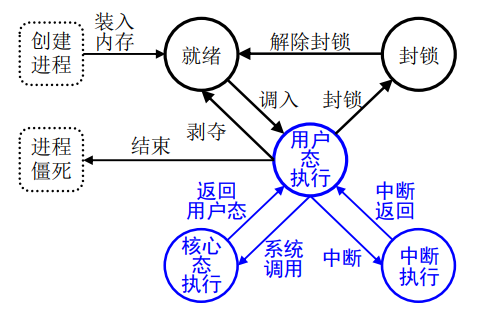 装入
内存
创建
进程
就绪
解除封锁
封锁
调入
封锁
剥夺
进程
僵死
结束
用户
态
执行
返回
用户态
中断
返回
核心
态
执行
系统
调用
中断
中断
执行